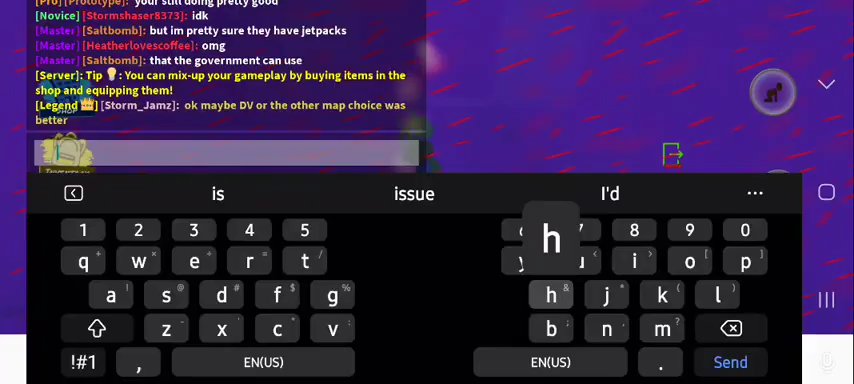 [Pro] [Prototype]: your still doing pretty good
[Novice] [Stormshaser8373]: idk
[Master] [Saltbomb]: but im pretty sure they have jetpacks
[Master] [Heatherlovescoffee]: omg
[Master] [Saltbomb]: that the government can use
[Server]: Tip 💡: You can mix-up your gameplay by buying items in the
shop and equipping them!
[Legend 👑] [Storm_Jamz]: ok maybe DV or the other map choice was
better
SHOP
is issue I'd ...
1 2 3 4 5 6 7 8 9 0
h
q + w × e ÷ r = t / y u < i > o [ p ]
a ! s @ d # f $ g % h & j * k ( l )
z - x ' c " v : b ; n , m ?
!#1 , EN(US) EN(US) . Send